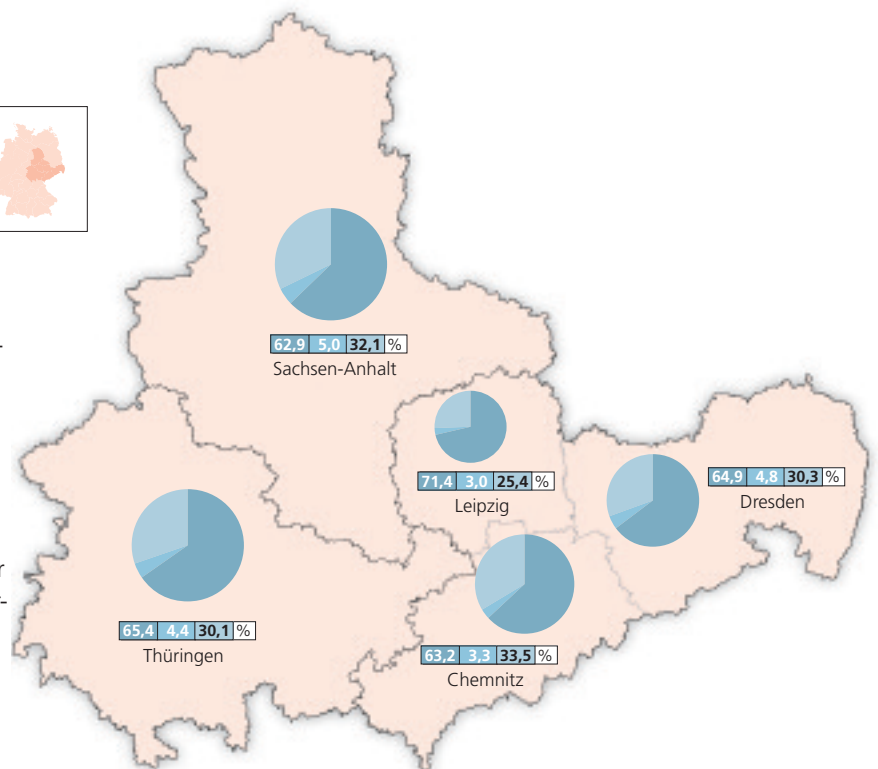 62,9 5,0 32,1 %
Sachsen-Anhalt
71,4 3,0 25,4 %
Leipzig
64,9 4,8 30,3 %
Dresden
65,4 4,4 30,1 %
Thüringen
63,2 3,3 33,5 %
Chemnitz